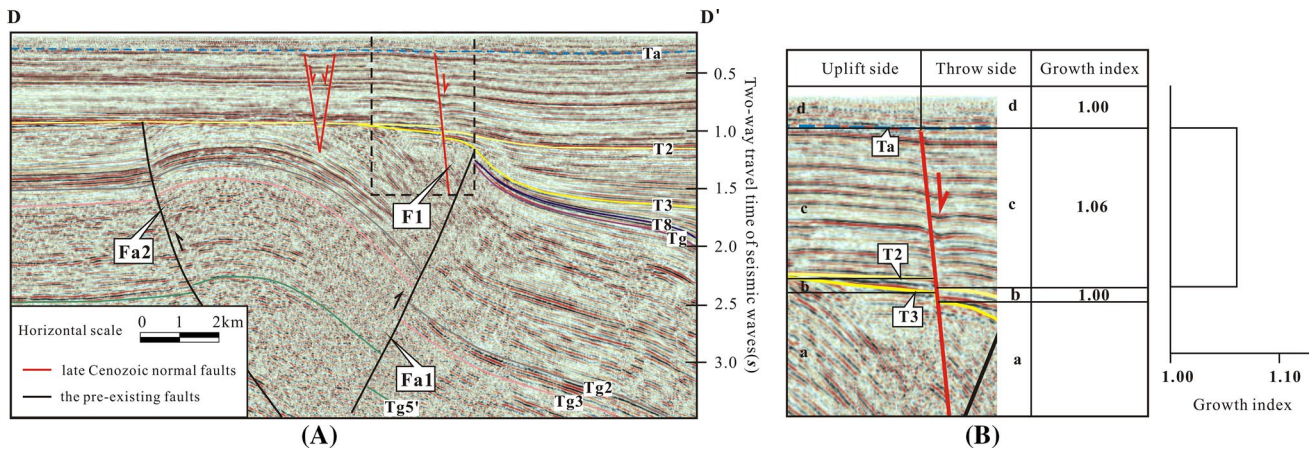 D
D'
Ta
0.5
1.0
T2
1.5
F1
T3
T8
Tg
2.0
Fa2
2.5
3.0
Two-way travel time of seismic waves(s)
Horizontal scale
0 1 2km
late Cenozoic normal faults
the pre-existing faults
Fa1
Tg2
Tg3
Tg5'
(A)
Uplift side
Throw side
Growth index
d
d
1.00
Ta
c
c
1.06
T2
b
b
1.00
T3
a
a
(B)
1.00
1.10
Growth index